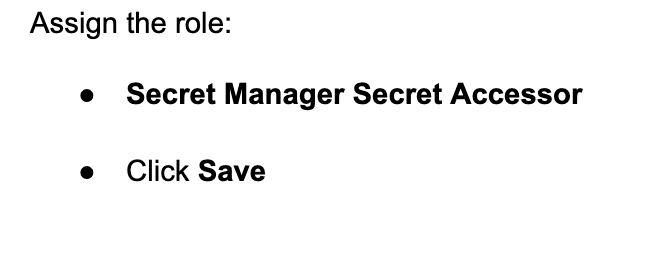 Assign the role:
● Secret Manager Secret Accessor
● Click Save